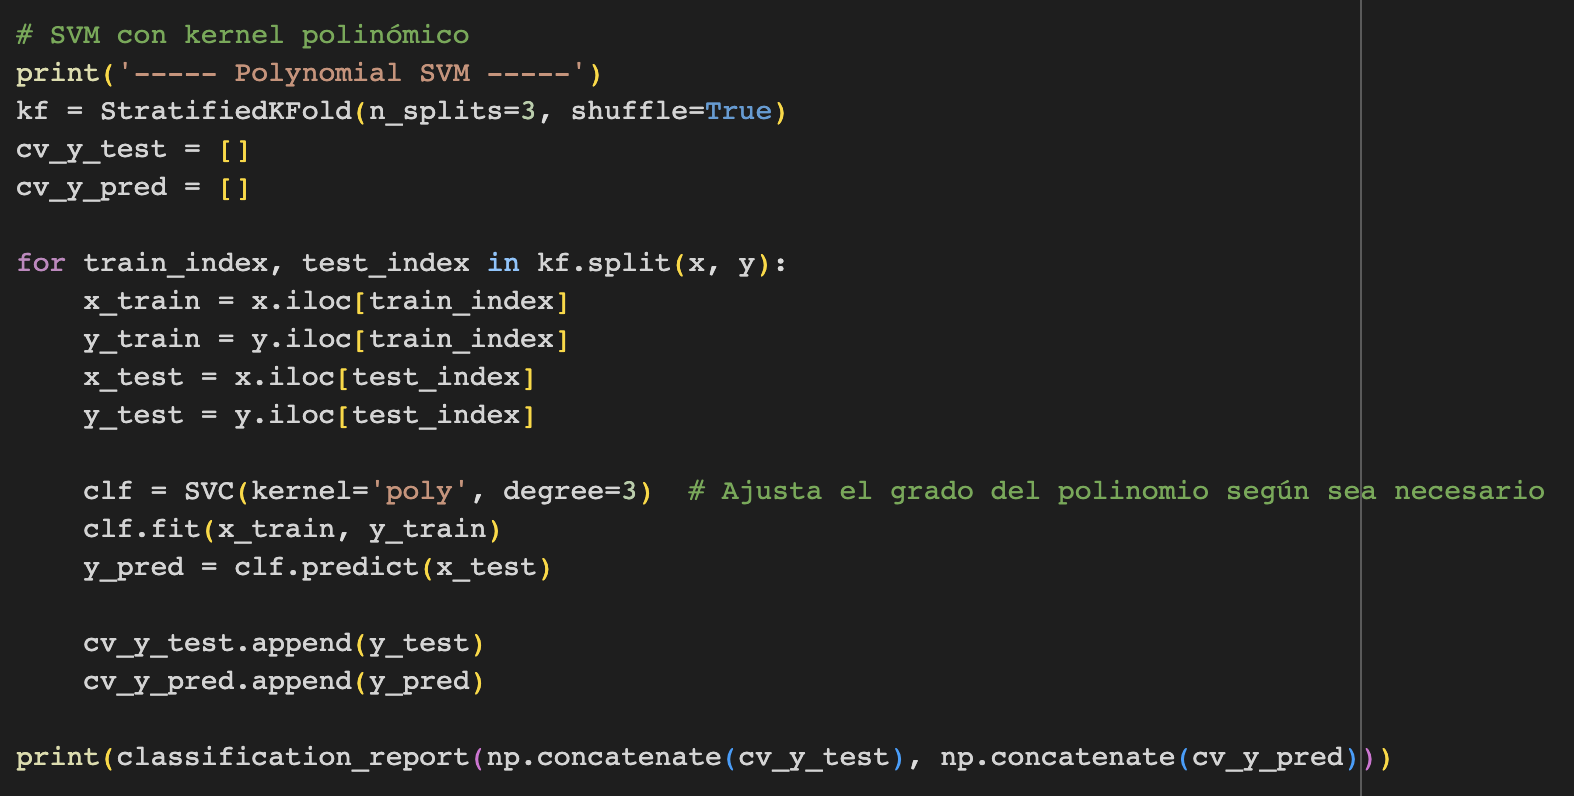 # SVM con kernel polinómico
print('----- Polynomial SVM -----')
kf = StratifiedKFold(n_splits=3, shuffle=True)
cv_y_test = []
cv_y_pred = []

for train_index, test_index in kf.split(x, y):
    x_train = x.iloc[train_index]
    y_train = y.iloc[train_index]
    x_test = x.iloc[test_index]
    y_test = y.iloc[test_index]

    clf = SVC(kernel='poly', degree=3)  # Ajusta el grado del polinomio según sea necesario
    clf.fit(x_train, y_train)
    y_pred = clf.predict(x_test)

    cv_y_test.append(y_test)
    cv_y_pred.append(y_pred)

print(classification_report(np.concatenate(cv_y_test), np.concatenate(cv_y_pred)))